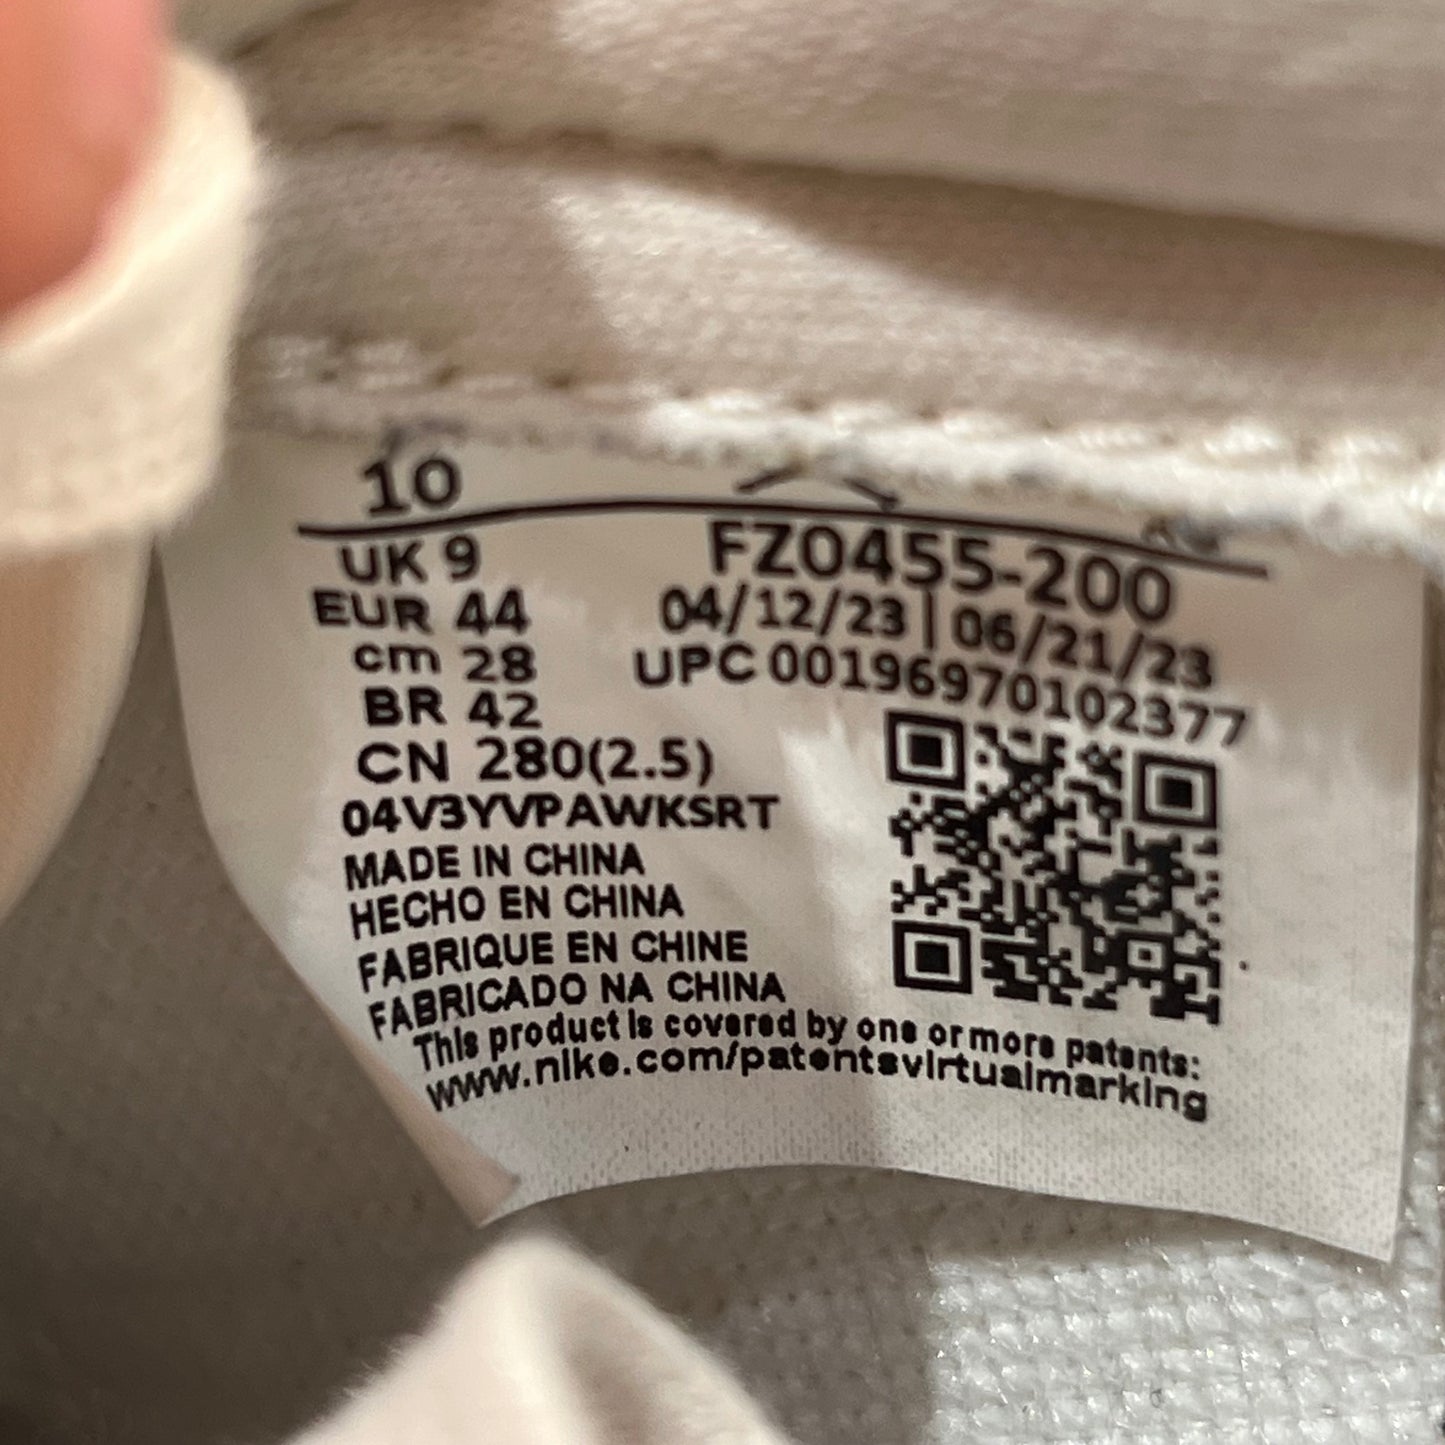 10
UK 9
EUR 44
cm 28
BR 42
CN 280(2.5)
FZ0455-200
04/12/23 | 06/21/23
UPC 00196970102377
04V3YVPAWKSRT
MADE IN CHINA
HECHO EN CHINA
FABRIQUE EN CHINE
FABRICADO NA CHINA
This product is covered by one or more patents:
www.nike.com/patentsvirtualmarking